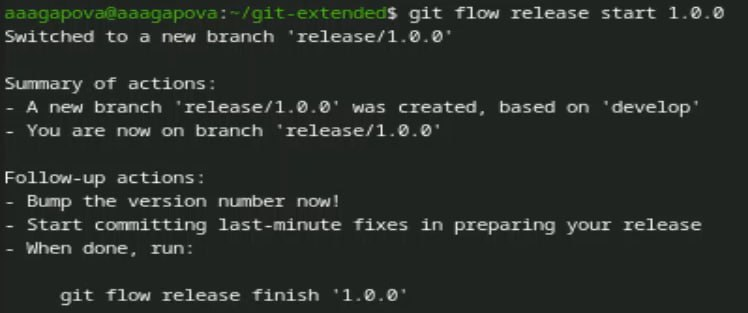 aaagapova@aaagapova:~/git-extended$ git flow release start 1.0.0
Switched to a new branch 'release/1.0.0'

Summary of actions:
- A new branch 'release/1.0.0' was created, based on 'develop'
- You are now on branch 'release/1.0.0'

Follow-up actions:
- Bump the version number now!
- Start committing last-minute fixes in preparing your release
- When done, run:

     git flow release finish '1.0.0'